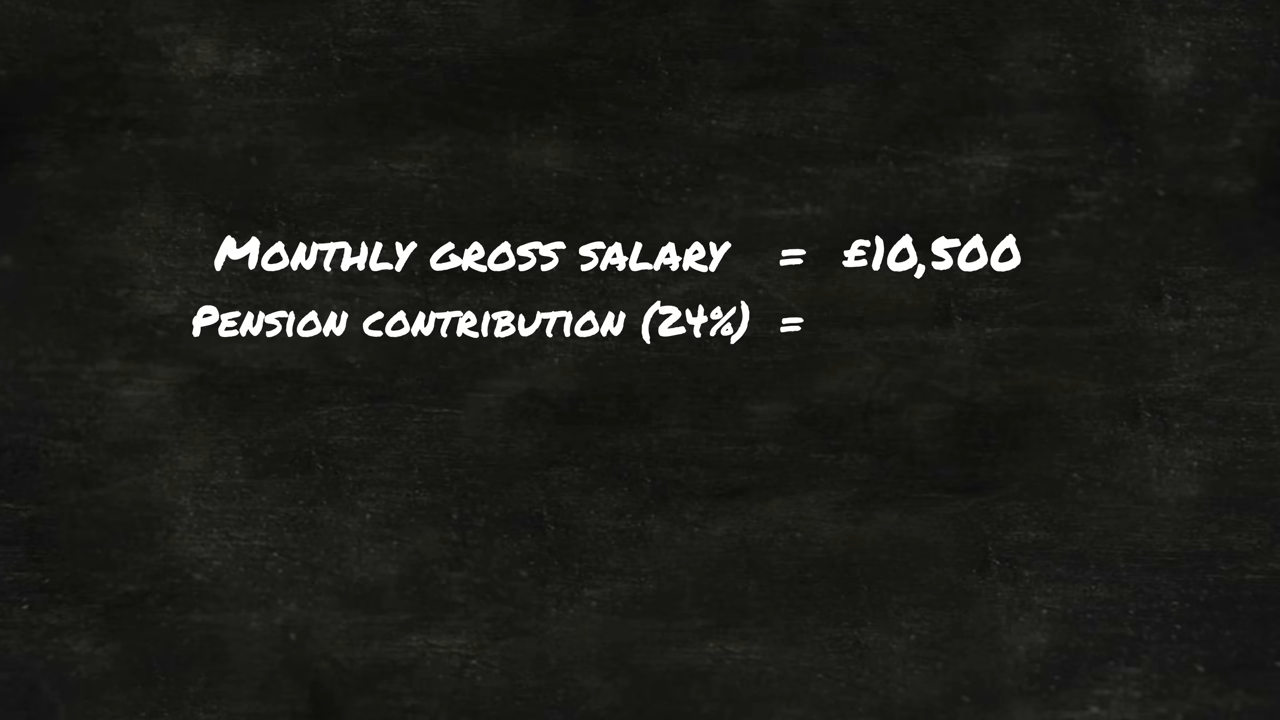 Monthly gross salary = £10,500
Pension contribution (24%) =